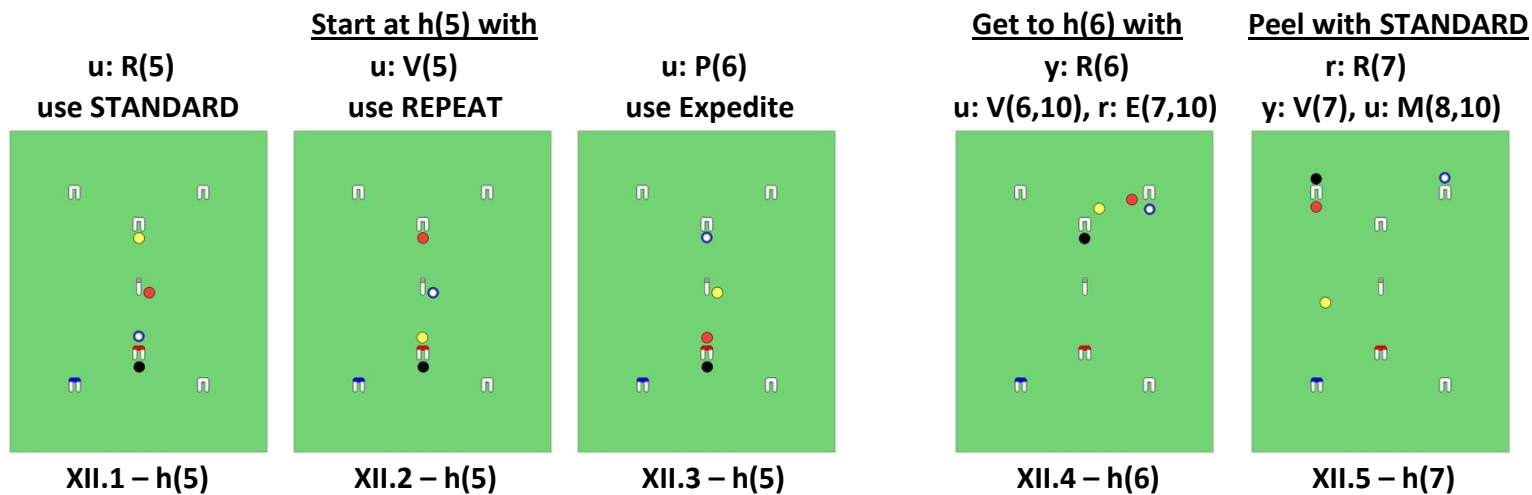 Start at h(5) with
u: R(5) u: V(5) u: P(6)
use STANDARD use REPEAT use Expedite
XII.1 – h(5) XII.2 – h(5) XII.3 – h(5)
Get to h(6) with
y: R(6)
u: V(6,10), r: E(7,10)
XII.4 – h(6)
Peel with STANDARD
r: R(7)
y: V(7), u: M(8,10)
XII.5 – h(7)